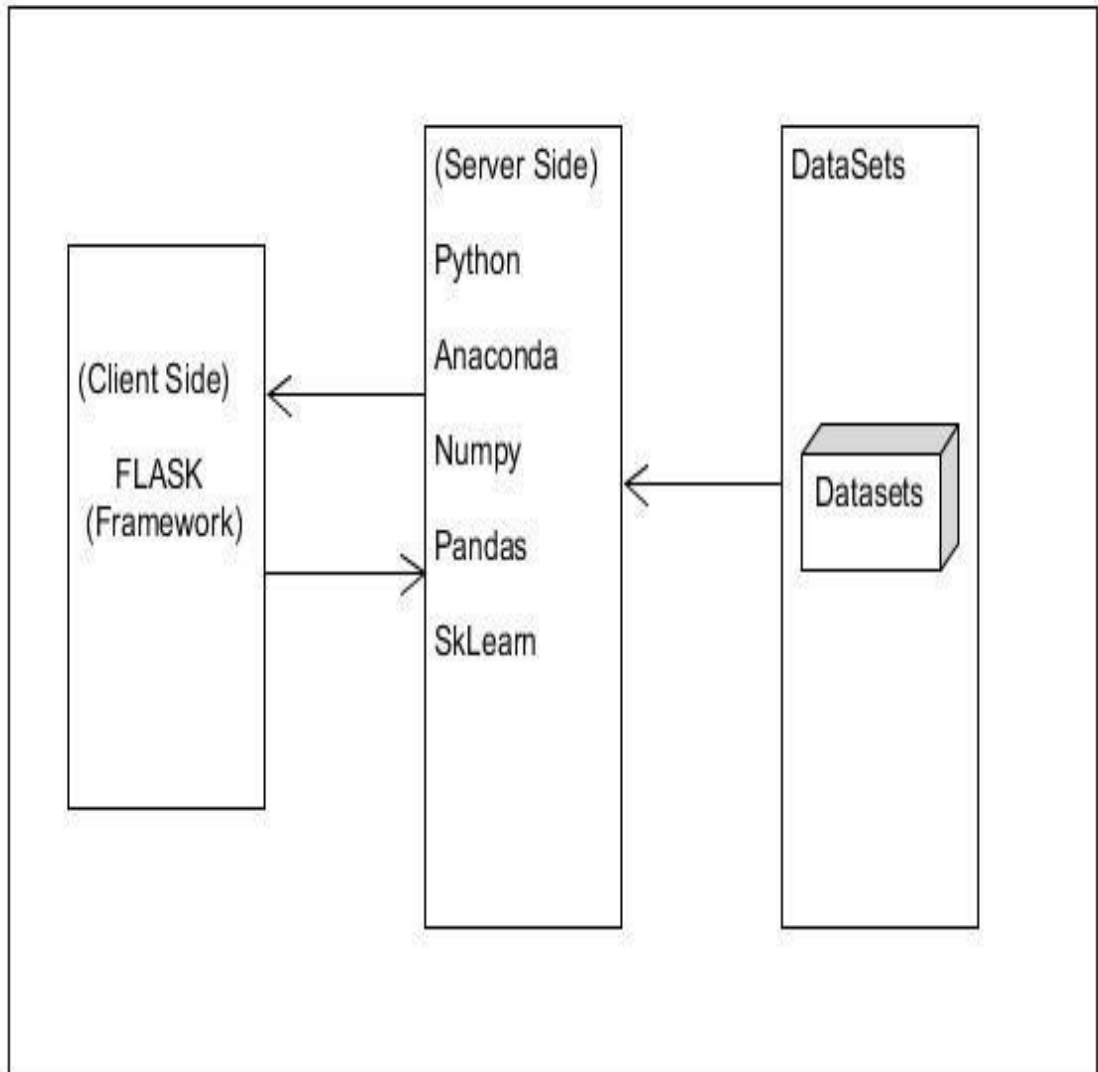 (Client Side)
FLASK
(Framework)
(Server Side)
Python
Anaconda
Numpy
Pandas
SkLearn
DataSets
Datasets